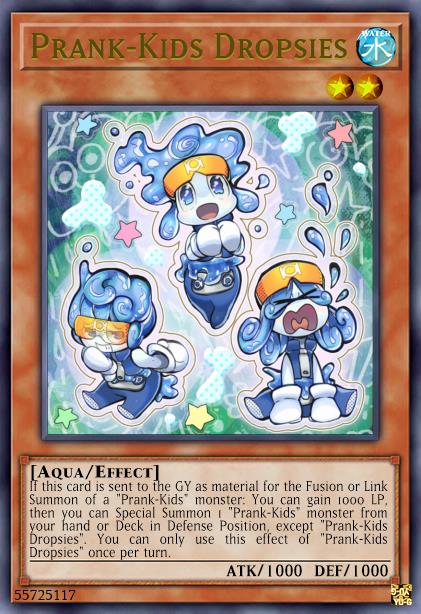 Prank-Kids Dropsies
WATER
水
[Aqua/Effect]
If this card is sent to the GY as material for the Fusion or Link
Summon of a "Prank-Kids" monster: You can gain 1000 LP,
then you can Special Summon 1 "Prank-Kids" monster from
your hand or Deck in Defense Position, except "Prank-Kids
Dropsies". You can only use this effect of "Prank-Kids
Dropsies" once per turn.
ATK/1000 DEF/1000
55725117